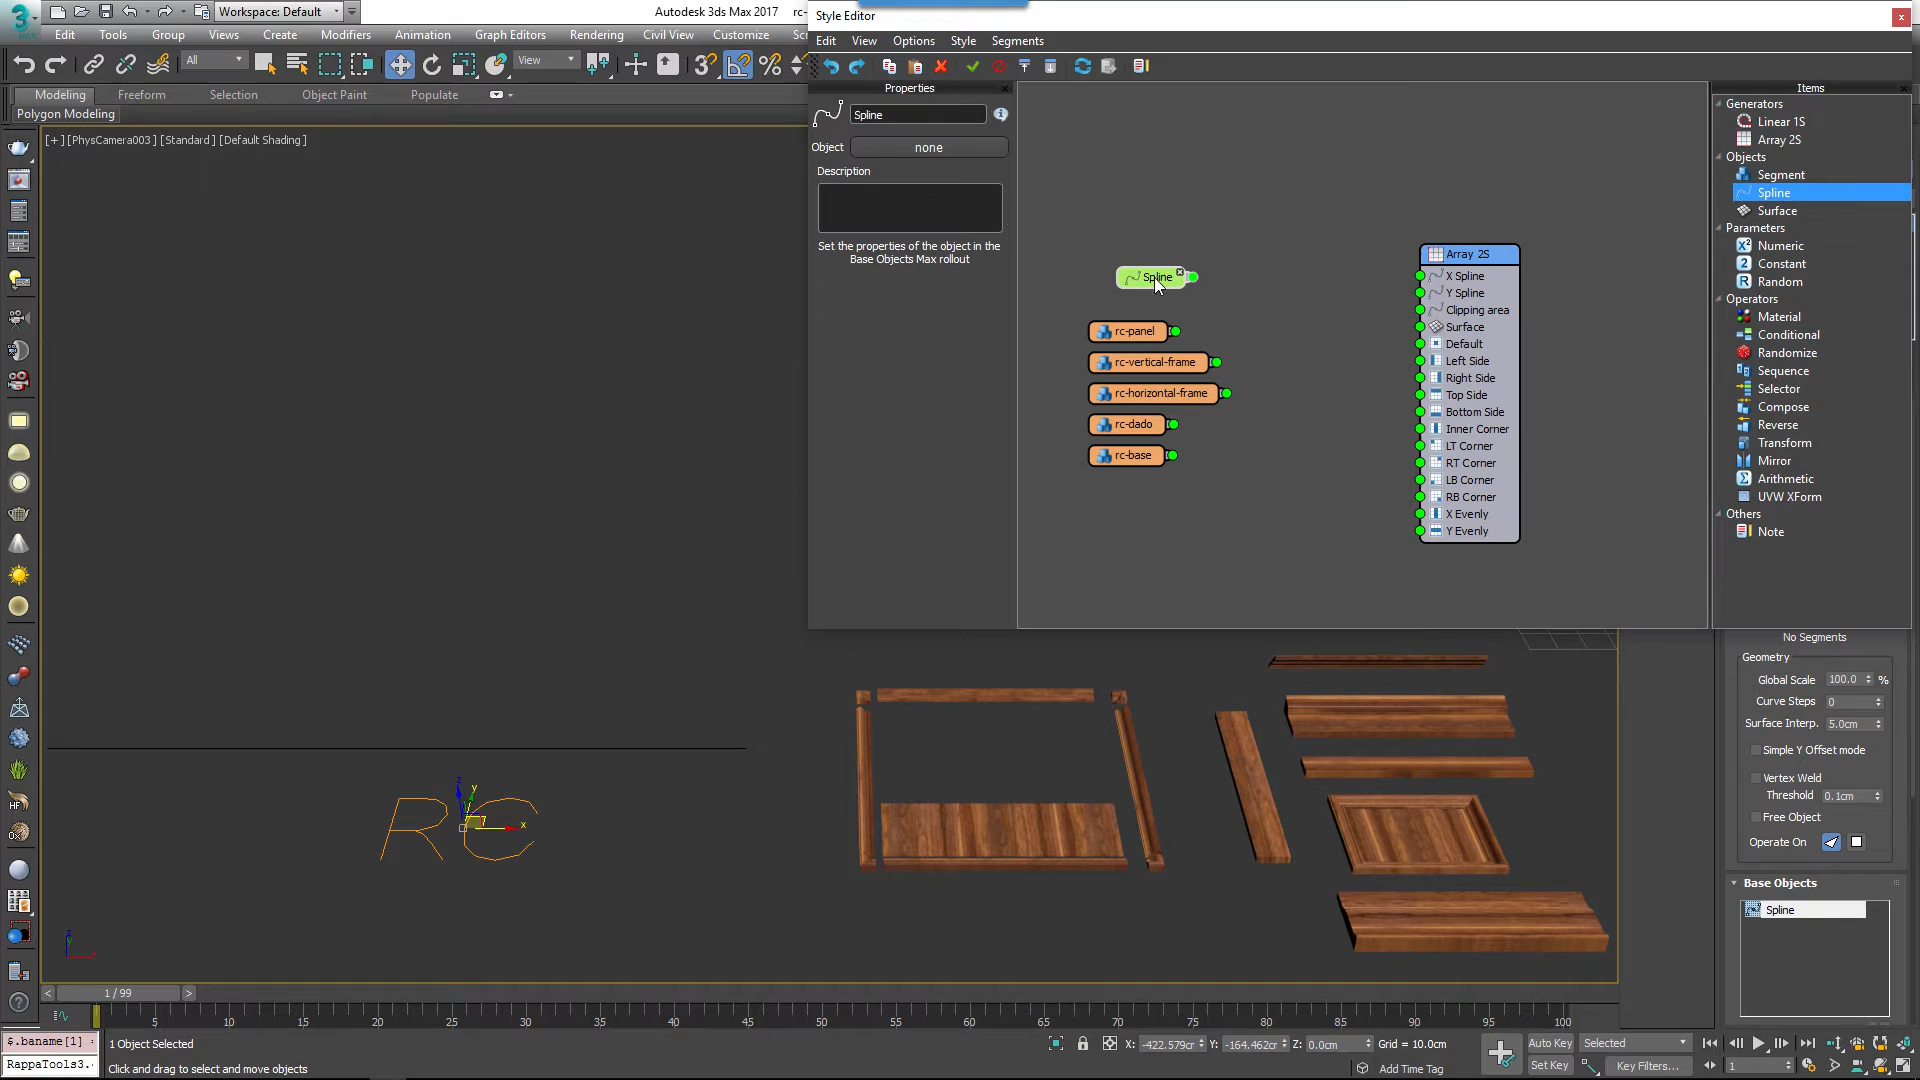 Workspace: Default
Autodesk 3ds Max 2017
rc-
Style Editor
Edit
Tools
Group
Views
Create
Modifiers
Animation
Graph Editors
Rendering
Civil View
Customize
Edit
View
Options
Style
Segments
All
View
Modeling
Freeform
Selection
Object Paint
Populate
Polygon Modeling
[+] [PhysCamera003] [Standard] [Default Shading]
Properties
Spline
Object
none
Description
Set the properties of the object in the
Base Objects Max rollout
Spline
rc-panel
rc-vertical-frame
rc-horizontal-frame
rc-dado
rc-base
Array 2S
X Spline
Y Spline
Clipping area
Surface
Default
Left Side
Right Side
Top Side
Bottom Side
Inner Corner
LT Corner
RT Corner
LB Corner
RB Corner
X Evenly
Y Evenly
Items
Generators
Linear 1S
Array 2S
Objects
Segment
Spline
Surface
Parameters
Numeric
Constant
Random
Operators
Material
Conditional
Randomize
Sequence
Selector
Compose
Reverse
Transform
Mirror
Arithmetic
UVW XForm
Others
Note
No Segments
Geometry
Global Scale 100.0 %
Curve Steps 0
Surface Interp. 5.0cm
Simple Y Offset mode
Vertex Weld
Threshold 0.1cm
Free Object
Operate On
Base Objects
Spline
RC
z
y
x
1 / 99
5 10 15 20 25 30 35 40 45 50 55 60 65 70 75 80 85 90 95 100
$.baname[1]
RappaTools3.
1 Object Selected
Click and drag to select and move objects
X: -422.579cr Y: -164.462cr Z: 0.0cm Grid = 10.0cm
Add Time Tag
Auto Key
Selected
Set Key
Key Filters...
1